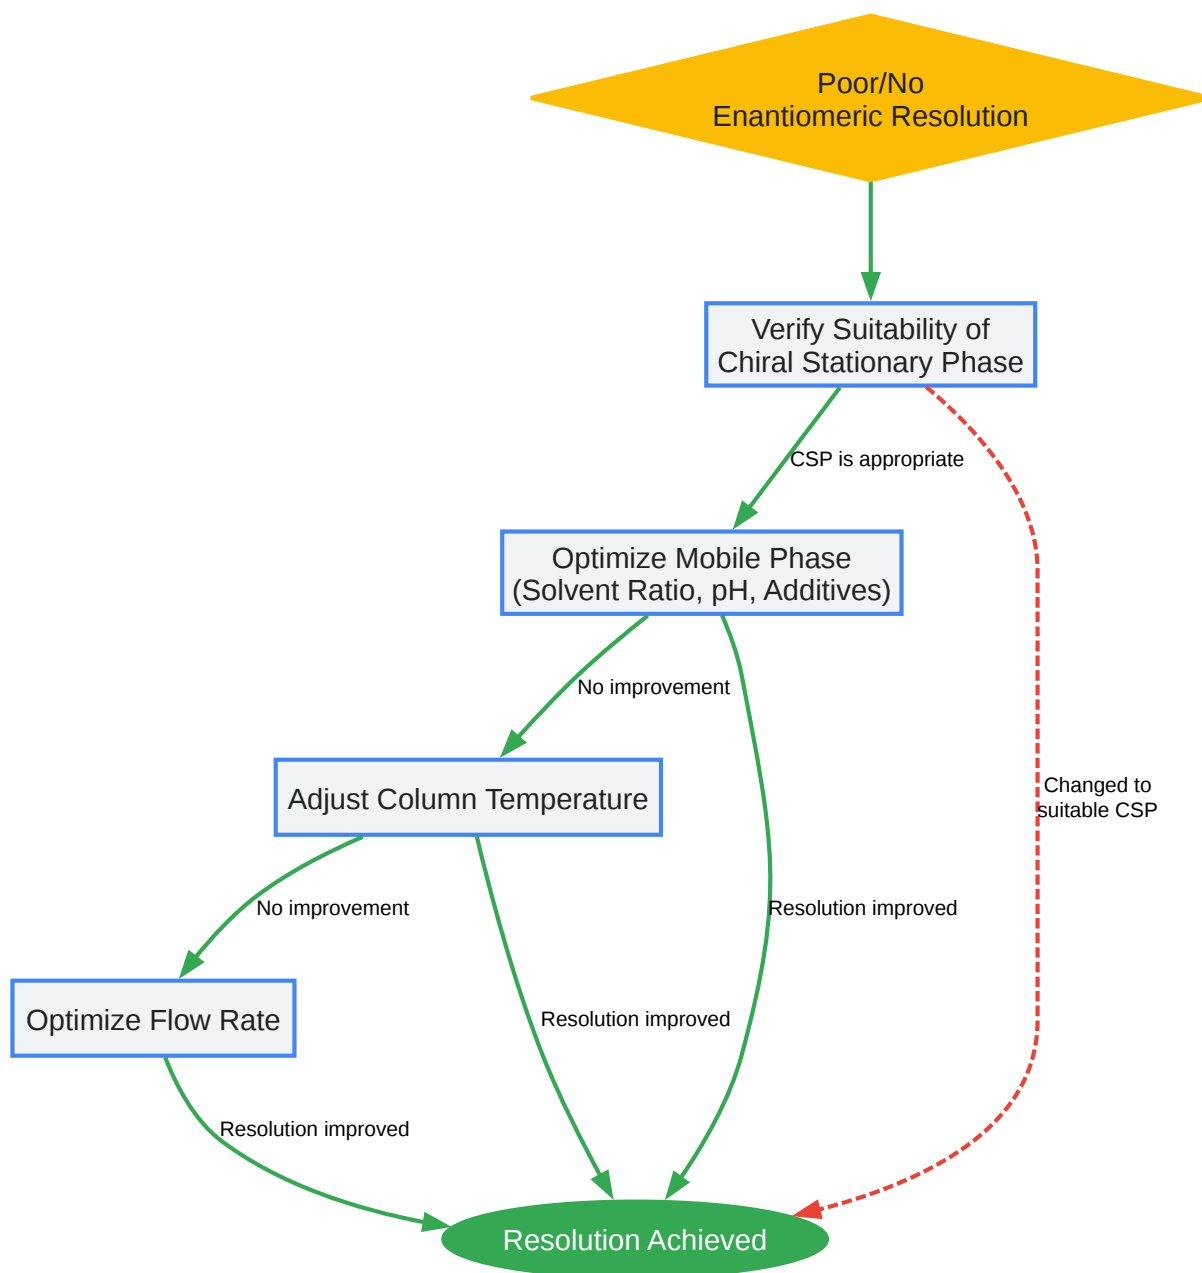 Poor/No
Enantiomeric Resolution
Verify Suitability of
Chiral Stationary Phase
CSP is appropriate
Optimize Mobile Phase
(Solvent Ratio, pH, Additives)
No improvement
Adjust Column Temperature
Changed to
suitable CSP
No improvement
Resolution improved
Optimize Flow Rate
Resolution improved
Resolution improved
Resolution Achieved